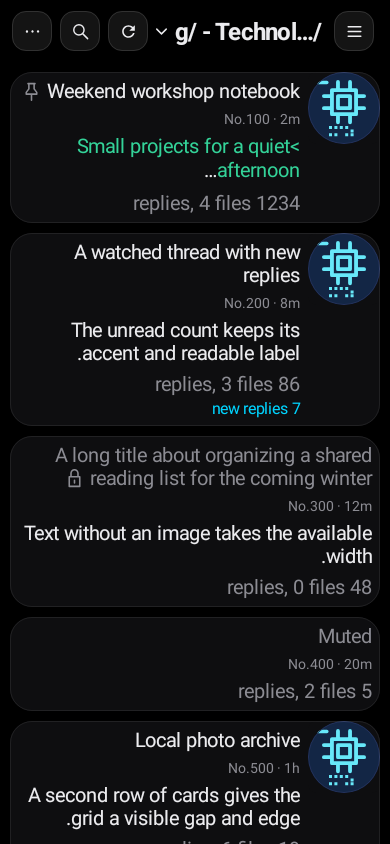 g/ - Technol.../
Weekend workshop notebook
No.100 · 2m
Small projects for a quiet<
...afternoon
replies, 4 files 1234
A watched thread with new
replies
No.200 · 8m
The unread count keeps its
.accent and readable label
replies, 3 files 86
new replies 7
A long title about organizing a shared
reading list for the coming winter
No.300 · 12m
Text without an image takes the available
.width
replies, 0 files 48
Muted
No.400 · 20m
replies, 2 files 5
Local photo archive
No.500 · 1h
A second row of cards gives the
.grid a visible gap and edge